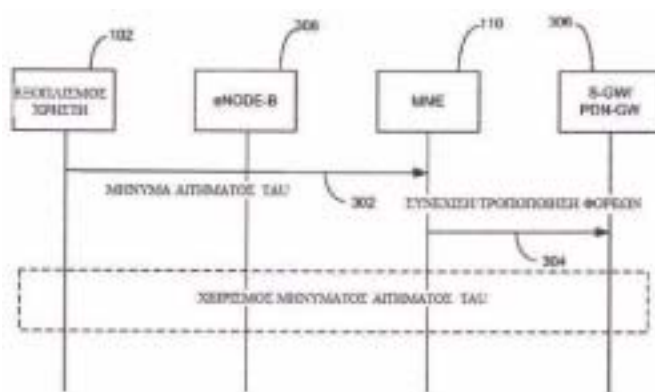 102
308
110
306
ΕΞΟΠΛΙΣΜΟΣ
ΧΡΗΣΤΗ
eNODE-B
MME
S-GW/
PDN-GW
ΜΗΝΥΜΑ ΑΙΤΗΜΑΤΟΣ TAU
302
ΣΥΝΕΧΙΣΗ ΤΡΟΠΟΠΟΙΗΣΗ ΦΟΡΕΩΝ
304
ΧΕΙΡΙΣΜΟΣ ΜΗΝΥΜΑΤΟΣ ΑΙΤΗΜΑΤΟΣ TAU